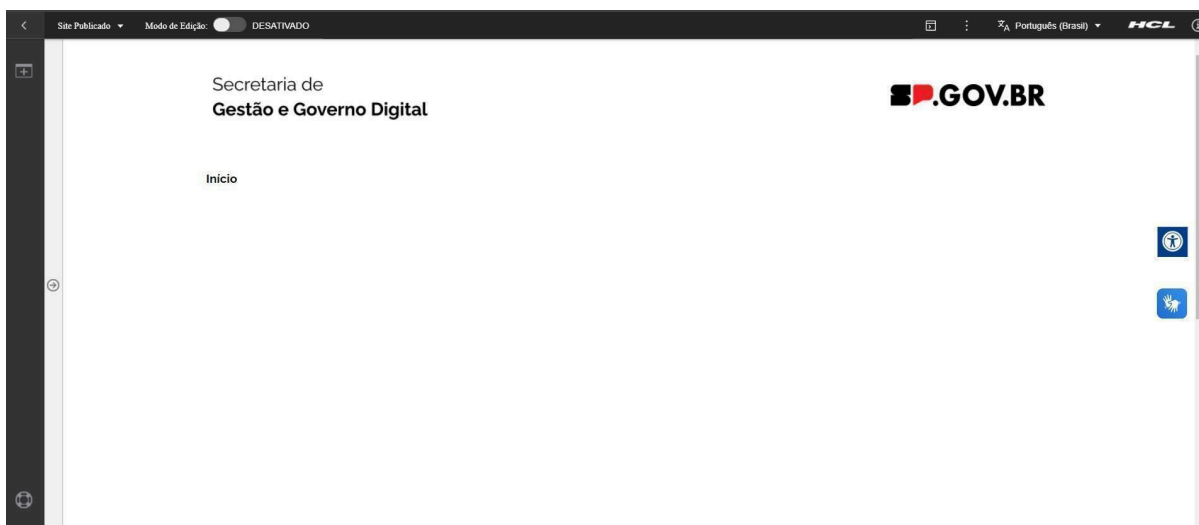 Site Publicado Modo de Edição: DESATIVADO Português (Brasil) HCL
Secretaria de
Gestão e Governo Digital
SP.GOV.BR
Início